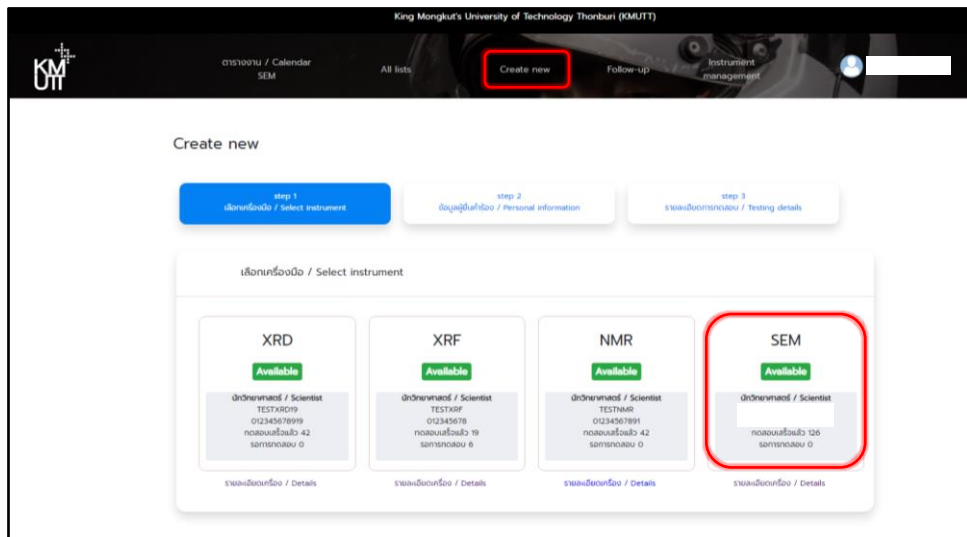 King Mongkut's University of Technology Thonburi (KMUTT)
KMUTT
ตารางงาน / Calendar
SEM
All lists
Create new
Follow-up
Instrument
management
Create new
step 1
เลือกเครื่องมือ / Select instrument
step 2
ข้อมูลผู้ยื่นคำร้อง / Personal information
step 3
รายละเอียดการทดสอบ / Testing details
เลือกเครื่องมือ / Select instrument
XRD
Available
นักวิทยาศาสตร์ / Scientist
TESTXRD19
012345678919
ทดสอบเสร็จแล้ว 42
รอการทดสอบ 0
รายละเอียดเครื่อง / Details
XRF
Available
นักวิทยาศาสตร์ / Scientist
TESTXRF
012345678
ทดสอบเสร็จแล้ว 19
รอการทดสอบ 6
รายละเอียดเครื่อง / Details
NMR
Available
นักวิทยาศาสตร์ / Scientist
TESTNMR
01234567891
ทดสอบเสร็จแล้ว 42
รอการทดสอบ 0
รายละเอียดเครื่อง / Details
SEM
Available
นักวิทยาศาสตร์ / Scientist
ทดสอบเสร็จแล้ว 126
รอการทดสอบ 0
รายละเอียดเครื่อง / Details